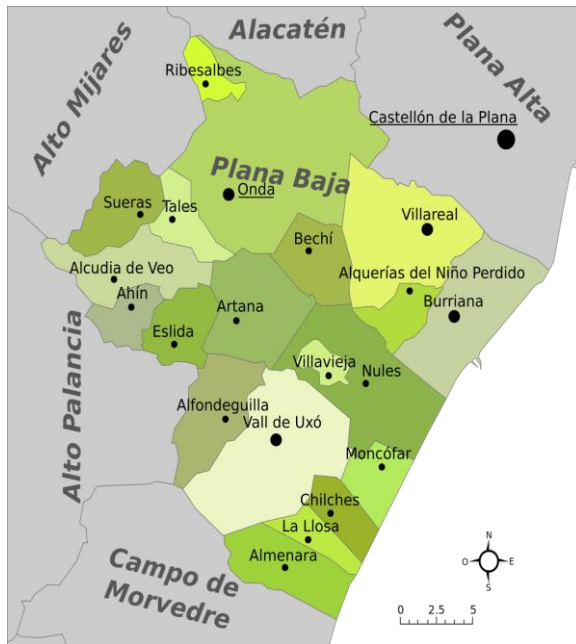 Alacatén
Plana Alta
Alto Mijares
Ribesalbes
Castellón de la Plana
Plana Baja
Onda
Sueras
Tales
Villareal
Bechí
Alcudia de Veo
Alquerías del Niño Perdido
Ahín
Artana
Burriana
Eslida
Villavieja
Nules
Alto Palancia
Alfondeguilla
Vall de Uxó
Moncófar
Chilches
La Llosa
Almenara
Campo de
Morvedre
N
O E
S
0 2.5 5